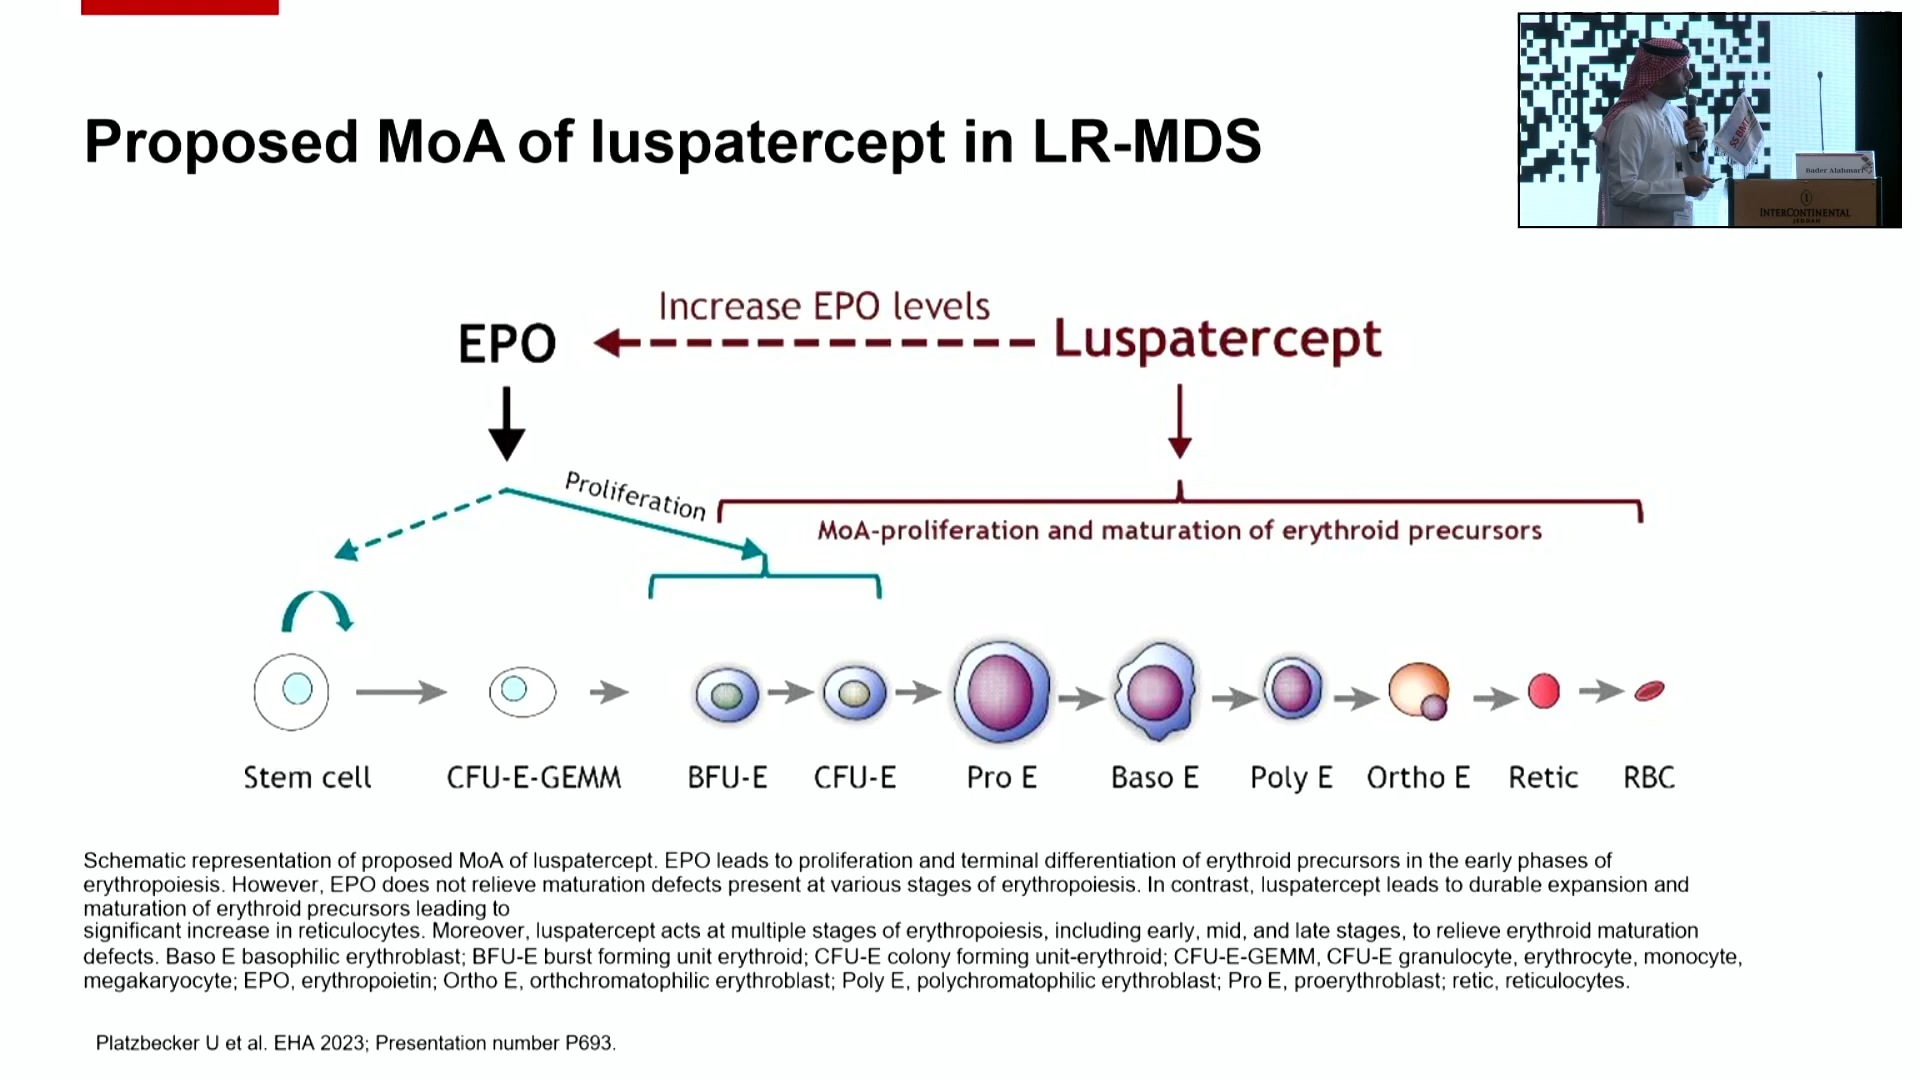 Proposed MoA of luspatercept in LR-MDS
SSBMT
Bader Alahmari
INTERCONTINENTAL
JEDDAH
Increase EPO levels
EPO
Luspatercept
Proliferation
MoA-proliferation and maturation of erythroid precursors
Stem cell
CFU-E-GEMM
BFU-E
CFU-E
Pro E
Baso E
Poly E
Ortho E
Retic
RBC
Schematic representation of proposed MoA of luspatercept. EPO leads to proliferation and terminal differentiation of erythroid precursors in the early phases of
erythropoiesis. However, EPO does not relieve maturation defects present at various stages of erythropoiesis. In contrast, luspatercept leads to durable expansion and
maturation of erythroid precursors leading to
significant increase in reticulocytes. Moreover, luspatercept acts at multiple stages of erythropoiesis, including early, mid, and late stages, to relieve erythroid maturation
defects. Baso E basophilic erythroblast; BFU-E burst forming unit erythroid; CFU-E colony forming unit-erythroid; CFU-E-GEMM, CFU-E granulocyte, erythrocyte, monocyte,
megakaryocyte; EPO, erythropoietin; Ortho E, orthchromatophilic erythroblast; Poly E, polychromatophilic erythroblast; Pro E, proerythroblast; retic, reticulocytes.
Platzbecker U et al. EHA 2023; Presentation number P693.